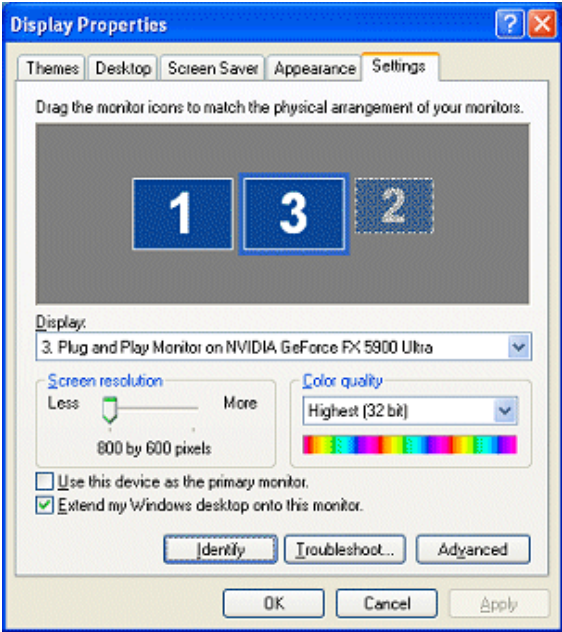 Display Properties
Themes Desktop Screen Saver Appearance Settings
Drag the monitor icons to match the physical arrangement of your monitors.
1 3 2
Display:
3. Plug and Play Monitor on NVIDIA GeForce FX 5900 Ultra
Screen resolution
Less More
800 by 600 pixels
Color quality
Highest (32 bit)
Use this device as the primary monitor.
Extend my Windows desktop onto this monitor.
Identify Troubleshoot... Advanced
OK Cancel Apply